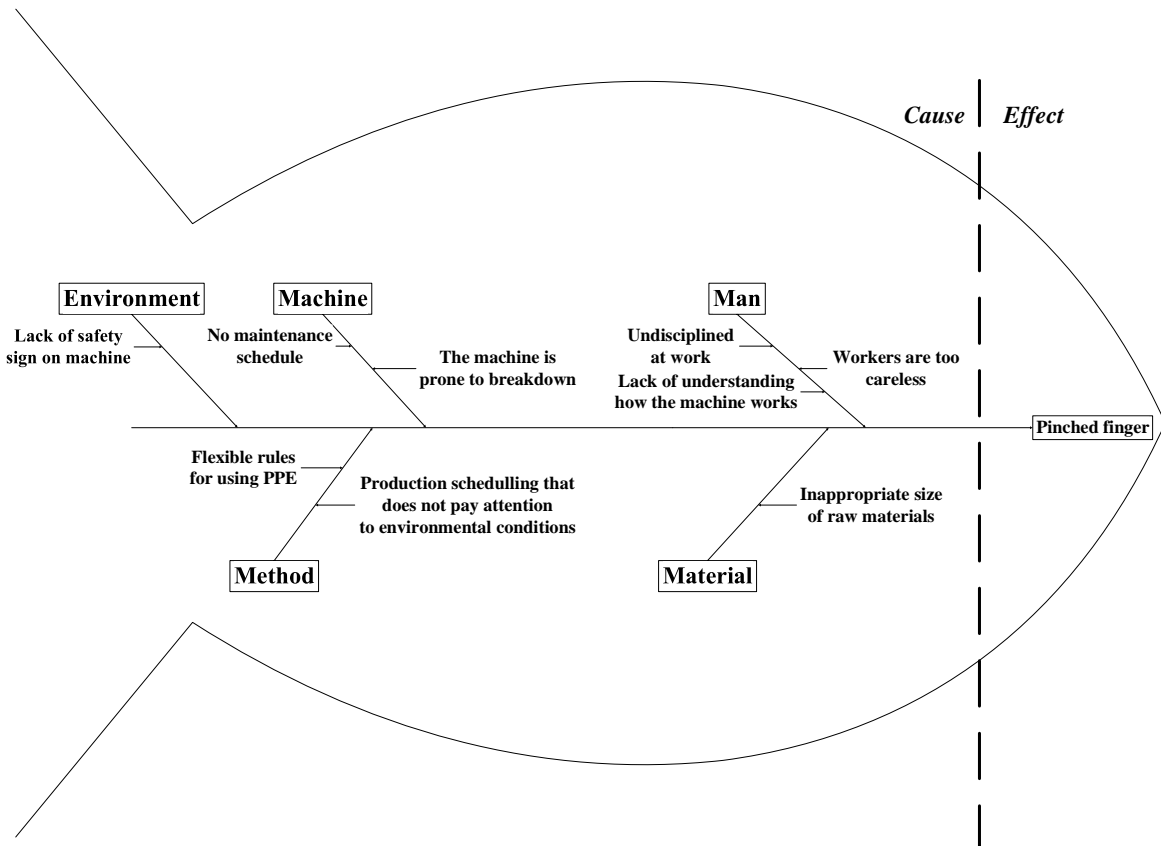 Cause
Effect
Environment
Machine
Man
Lack of safety
sign on machine
No maintenance
schedule
The machine is
prone to breakdown
Undisciplined
at work
Workers are too
careless
Lack of understanding
how the machine works
Pinched finger
Flexible rules
for using PPE
Production schedulling that
does not pay attention
to environmental conditions
Inappropriate size
of raw materials
Method
Material